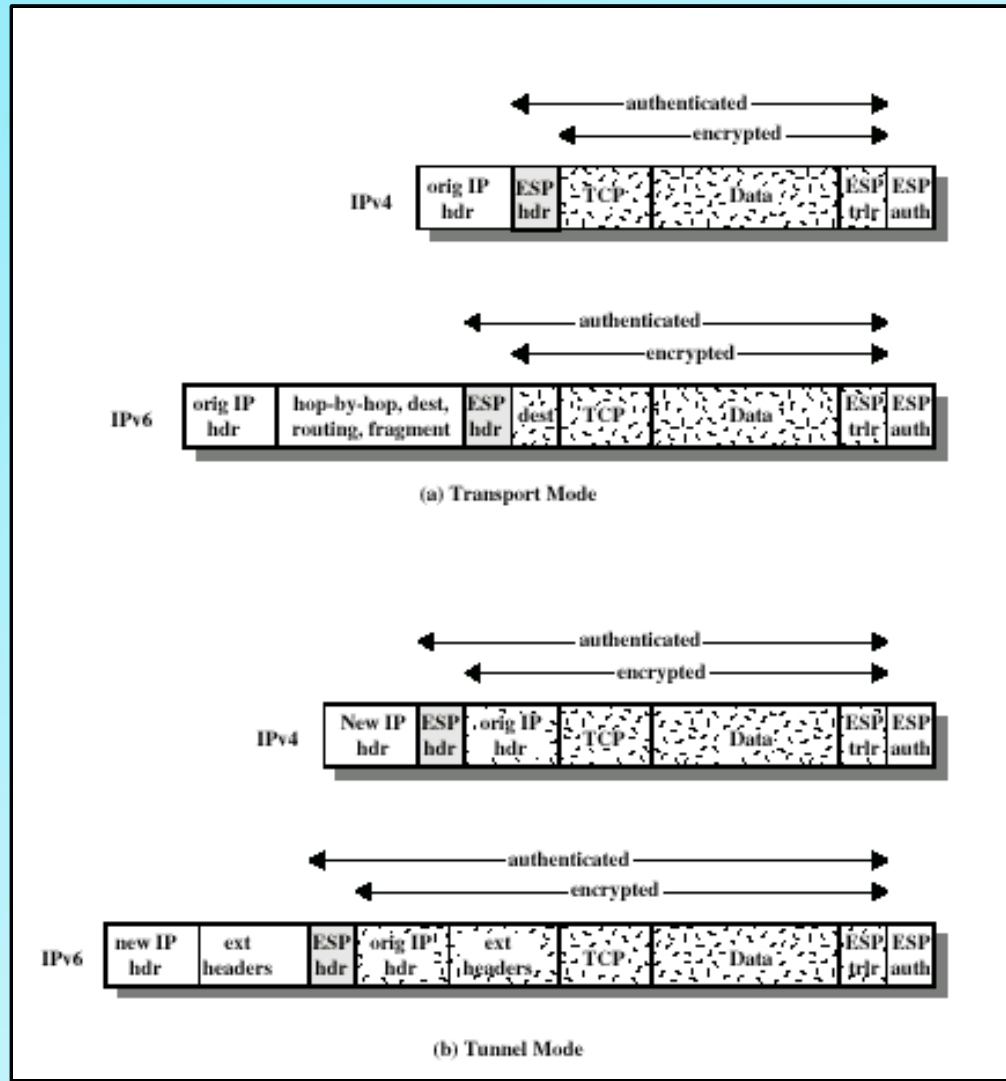 authenticated
encrypted
IPv4
orig IP hdr
ESP hdr
TCP
Data
ESP trlr
ESP auth
authenticated
encrypted
IPv6
orig IP hdr
hop-by-hop, dest, routing, fragment
ESP hdr
dest
TCP
Data
ESP trlr
ESP auth
(a) Transport Mode
authenticated
encrypted
IPv4
New IP hdr
ESP hdr
orig IP hdr
TCP
Data
ESP trlr
ESP auth
authenticated
encrypted
IPv6
new IP hdr
ext headers
ESP hdr
orig IP hdr
ext headers
TCP
Data
ESP trlr
ESP auth
(b) Tunnel Mode